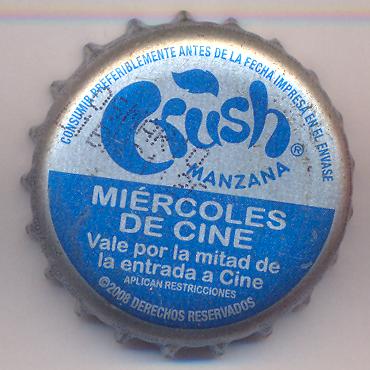 CONSUMIR PREFERIBLEMENTE ANTES DE LA FECHA IMPRESA EN EL ENVASE
Crush®
MANZANA
MIÉRCOLES
DE CINE
Vale por la mitad de
la entrada a Cine
APLICAN RESTRICCIONES
©2008 DERECHOS RESERVADOS